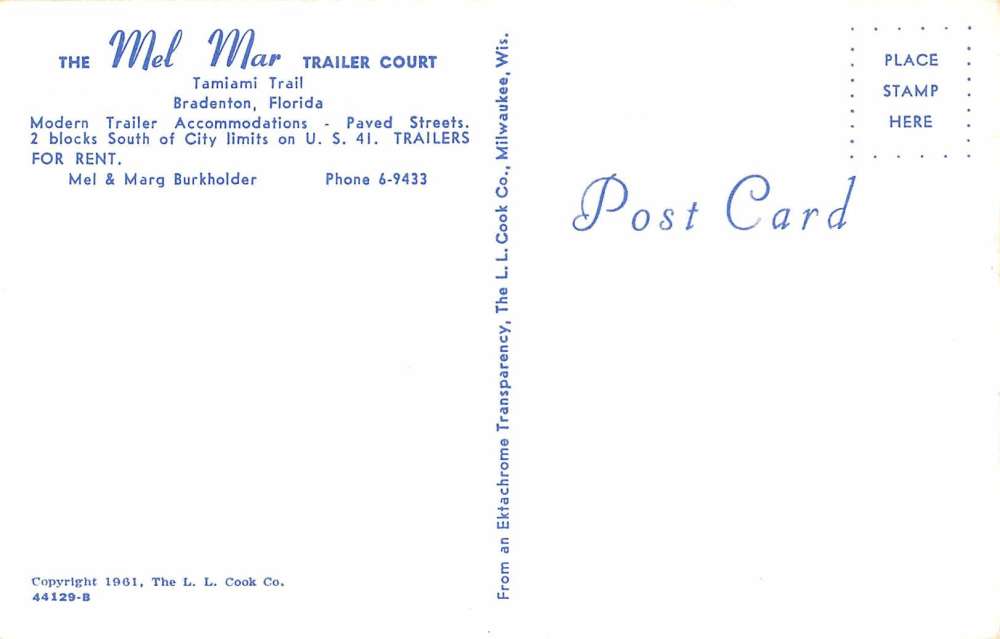 THE Mel Mar TRAILER COURT
Tamiami Trail
Bradenton, Florida
Modern Trailer Accommodations - Paved Streets.
2 blocks South of City limits on U. S. 41. TRAILERS
FOR RENT.
Mel & Marg Burkholder Phone 6-9433
Copyright 1961, The L. L. Cook Co.
44129-B
From an Ektachrome Transparency, The L. L. Cook Co., Milwaukee, Wis.
PLACE
STAMP
HERE
Post Card